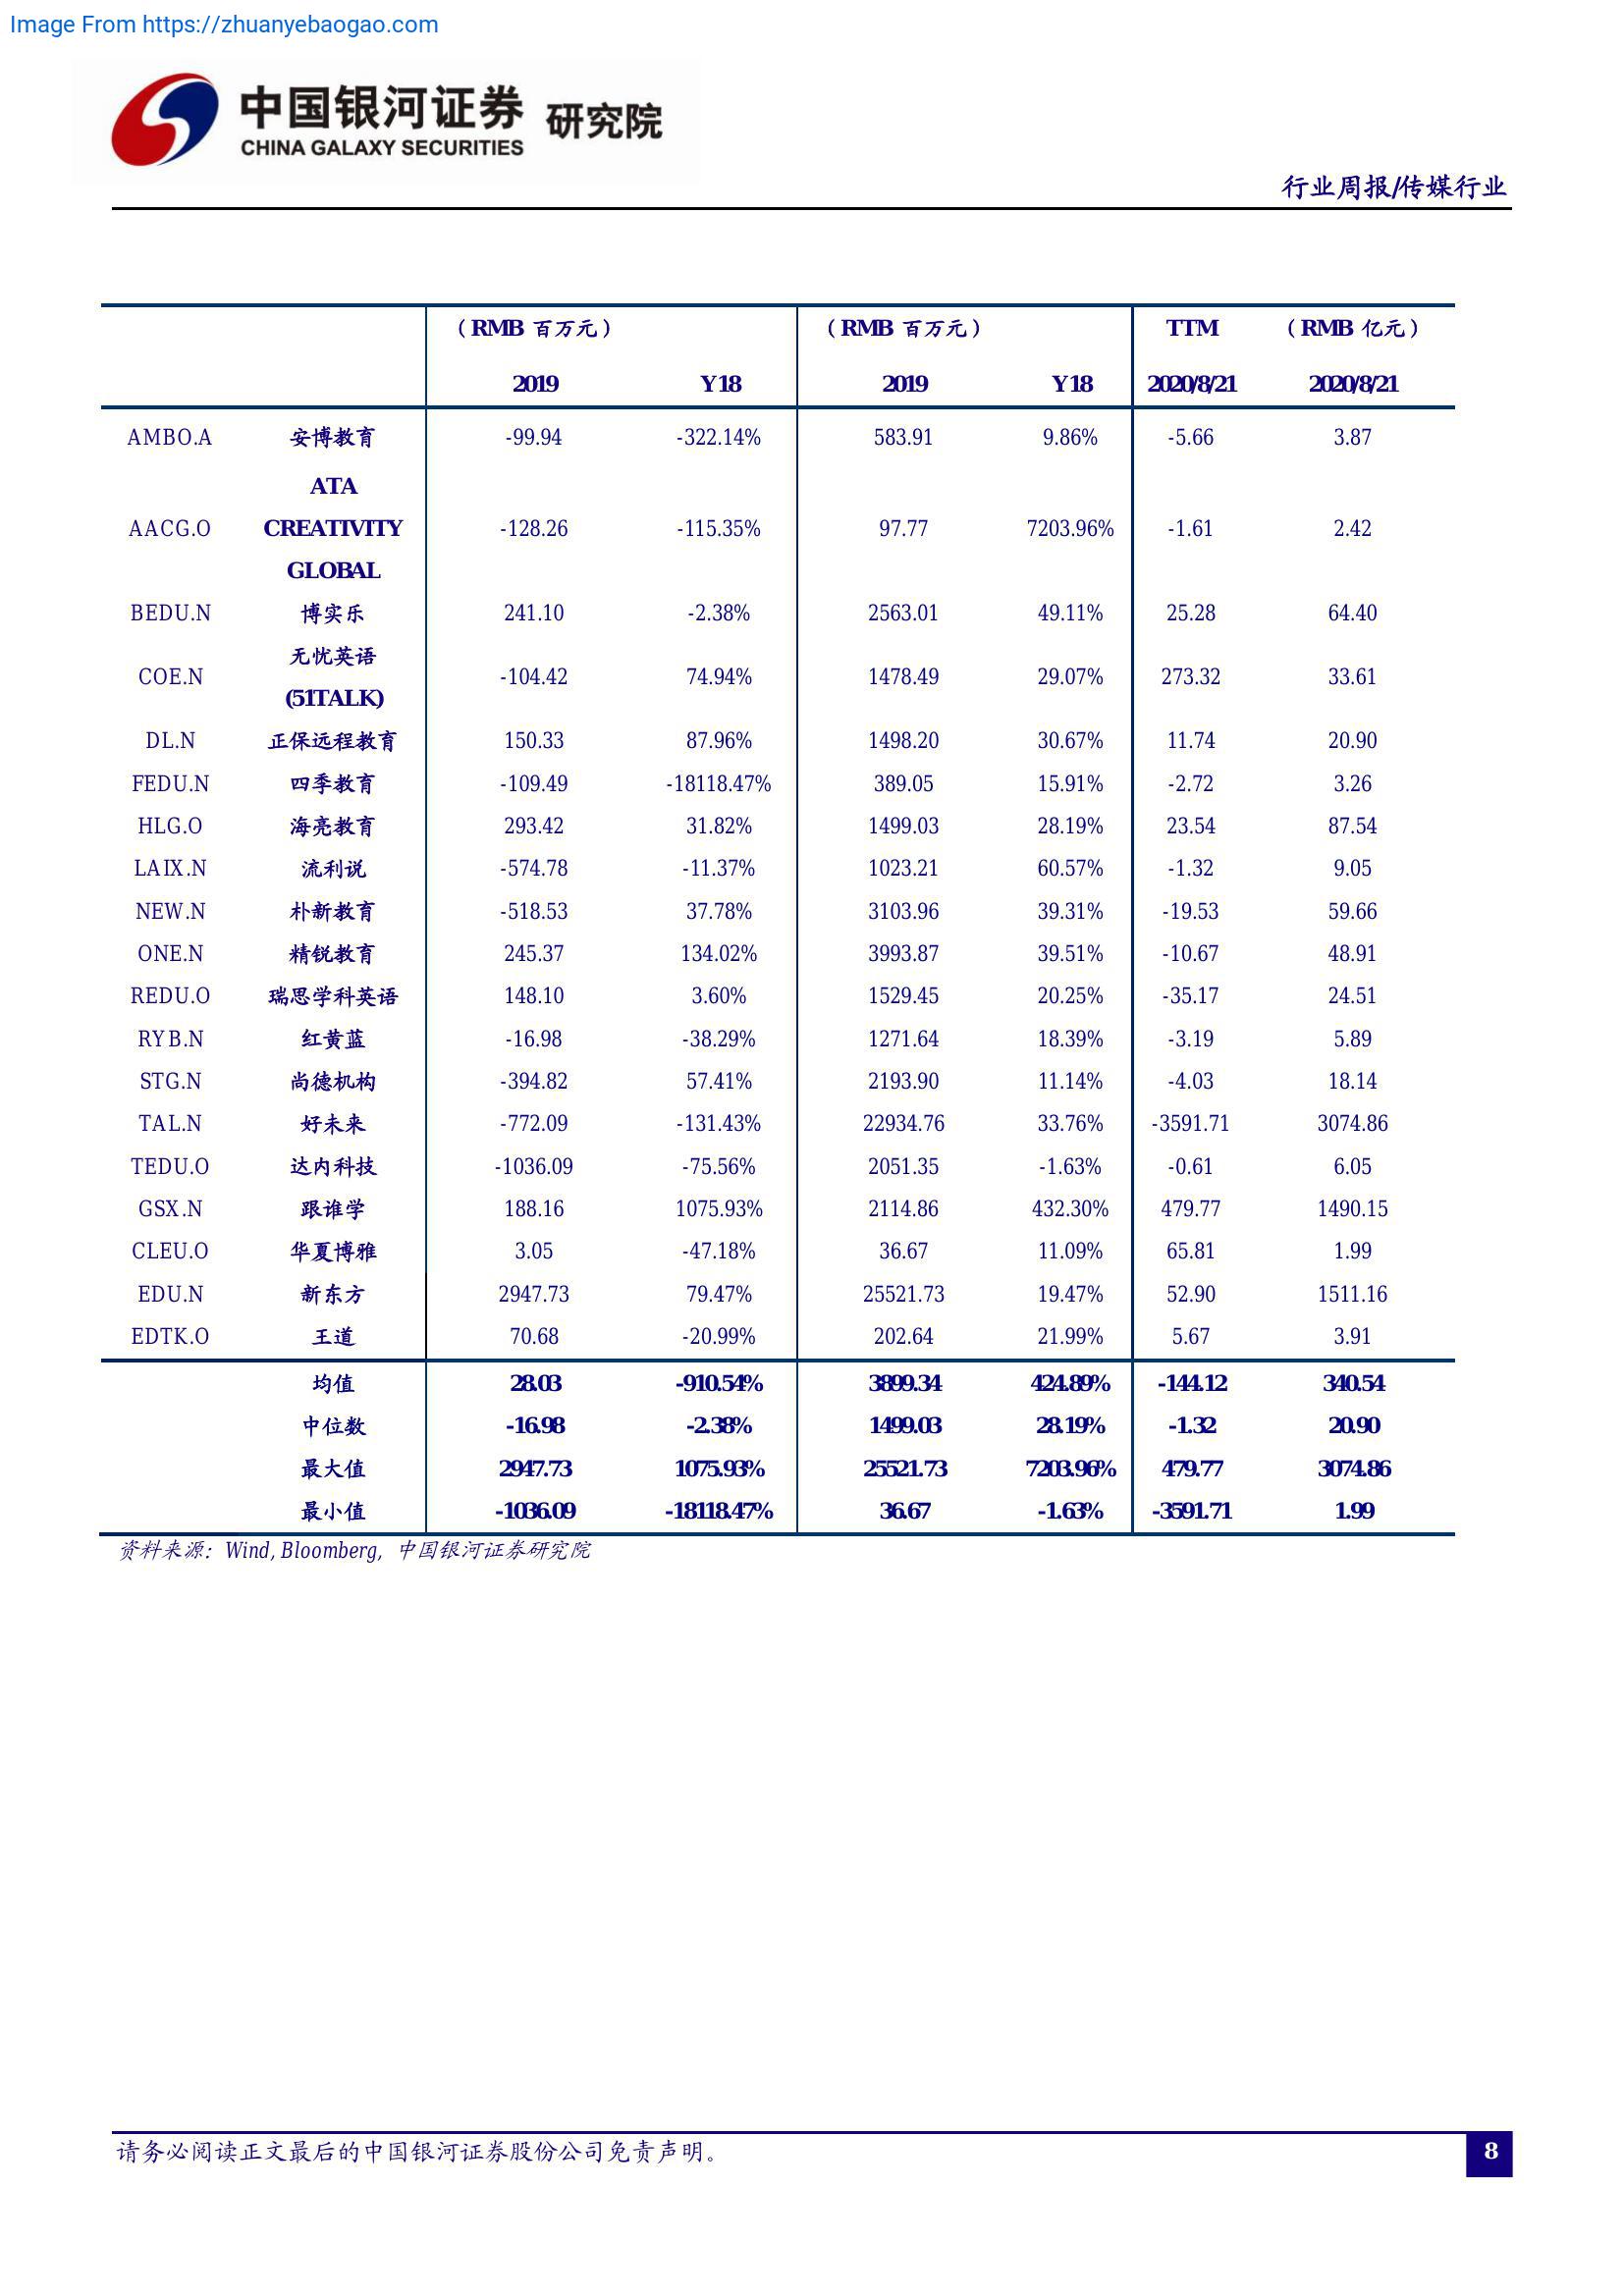 Image From https://zhuanyebaogao.com
中国银河证券 研究院
CHINA GALAXY SECURITIES
行业周报/传媒行业
（RMB 百万元） （RMB 百万元） TTM （RMB 亿元）
2019 Y18 2019 Y18 2020/8/21 2020/8/21
AMBO.A 安博教育 -99.94 -322.14% 583.91 9.86% -5.66 3.87
ATA
AACG.O CREATIVITY -128.26 -115.35% 97.77 7203.96% -1.61 2.42
GLOBAL
BEDU.N 博实乐 241.10 -2.38% 2563.01 49.11% 25.28 64.40
无忧英语
COE.N -104.42 74.94% 1478.49 29.07% 273.32 33.61
(51TALK)
DL.N 正保远程教育 150.33 87.96% 1498.20 30.67% 11.74 20.90
FEDU.N 四季教育 -109.49 -18118.47% 389.05 15.91% -2.72 3.26
HLG.O 海亮教育 293.42 31.82% 1499.03 28.19% 23.54 87.54
LAIX.N 流利说 -574.78 -11.37% 1023.21 60.57% -1.32 9.05
NEW.N 朴新教育 -518.53 37.78% 3103.96 39.31% -19.53 59.66
ONE.N 精锐教育 245.37 134.02% 3993.87 39.51% -10.67 48.91
REDU.O 瑞思学科英语 148.10 3.60% 1529.45 20.25% -35.17 24.51
RYB.N 红黄蓝 -16.98 -38.29% 1271.64 18.39% -3.19 5.89
STG.N 尚德机构 -394.82 57.41% 2193.90 11.14% -4.03 18.14
TAL.N 好未来 -772.09 -131.43% 22934.76 33.76% -3591.71 3074.86
TEDU.O 达内科技 -1036.09 -75.56% 2051.35 -1.63% -0.61 6.05
GSX.N 跟谁学 188.16 1075.93% 2114.86 432.30% 479.77 1490.15
CLEU.O 华夏博雅 3.05 -47.18% 36.67 11.09% 65.81 1.99
EDU.N 新东方 2947.73 79.47% 25521.73 19.47% 52.90 1511.16
EDTK.O 王道 70.68 -20.99% 202.64 21.99% 5.67 3.91
均值 28.03 -910.54% 3899.34 424.89% -144.12 340.54
中位数 -16.98 -2.38% 1499.03 28.19% -1.32 20.90
最大值 2947.73 1075.93% 25521.73 7203.96% 479.77 3074.86
最小值 -1036.09 -18118.47% 36.67 -1.63% -3591.71 1.99
资料来源：Wind, Bloomberg, 中国银河证券研究院
请务必阅读正文最后的中国银河证券股份公司免责声明。
8